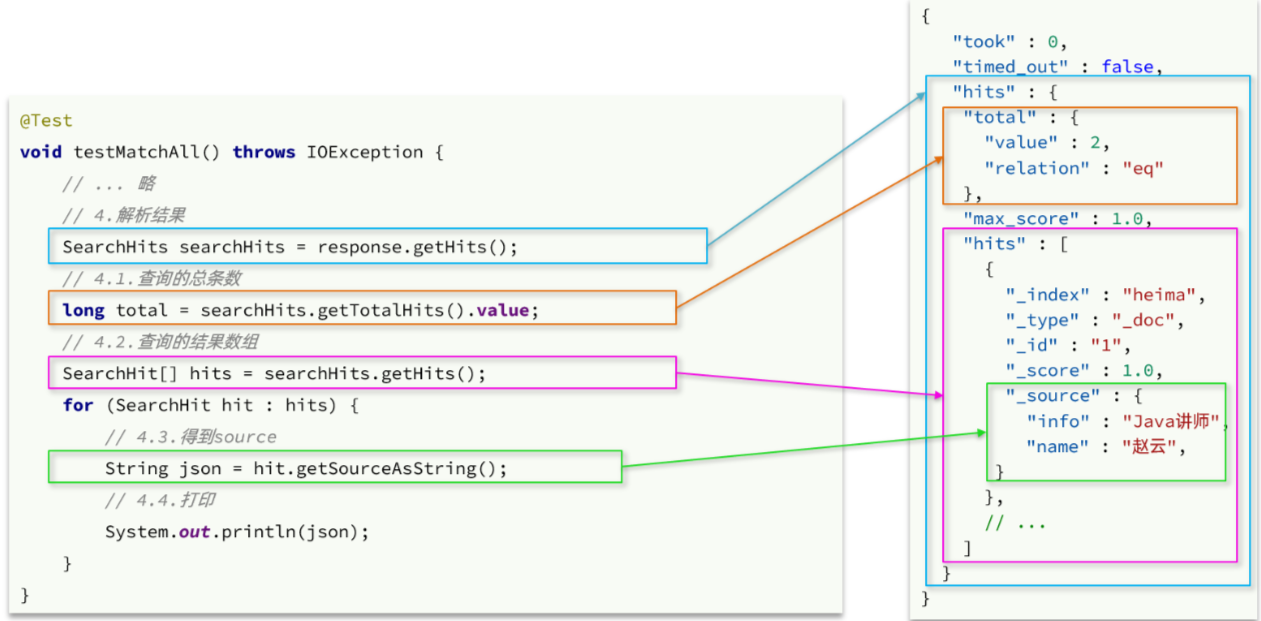 @Test
void testMatchAll() throws IOException {
    // ... 略
    // 4.解析结果
    SearchHits searchHits = response.getHits();
    // 4.1.查询的总条数
    long total = searchHits.getTotalHits().value;
    // 4.2.查询的结果数组
    SearchHit[] hits = searchHits.getHits();
    for (SearchHit hit : hits) {
        // 4.3.得到source
        String json = hit.getSourceAsString();
        // 4.4.打印
        System.out.println(json);
    }
}
{
  "took" : 0,
  "timed_out" : false,
  "hits" : {
    "total" : {
      "value" : 2,
      "relation" : "eq"
    },
    "max_score" : 1.0,
    "hits" : [
      {
        "_index" : "heima",
        "_type" : "_doc",
        "_id" : "1",
        "_score" : 1.0,
        "_source" : {
          "info" : "Java讲师",
          "name" : "赵云",
        }
      },
      // ...
    ]
  }
}